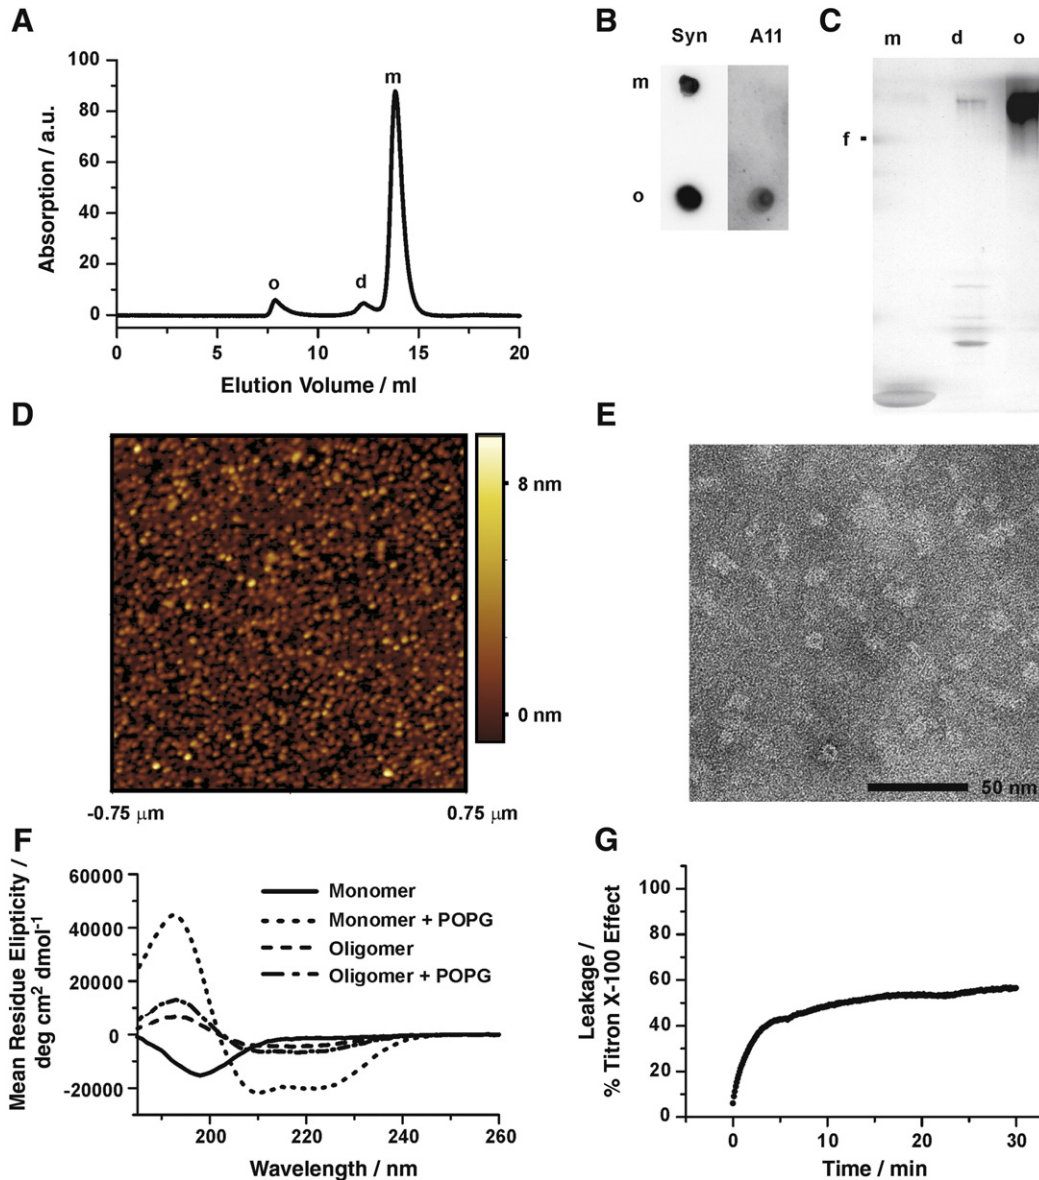 A
100
80
60
40
20
0
Absorption / a.u.
o
d
m
0
5
10
15
20
Elution Volume / ml
B
Syn A11
m
o
C
m d o
f
D
8 nm
0 nm
-0.75 μm
0.75 μm
E
50 nm
F
60000
40000
20000
0
-20000
Mean Residue Elipticity /
deg cm² dmol⁻¹
Monomer
Monomer + POPG
Oligomer
Oligomer + POPG
200
220
240
260
Wavelength / nm
G
100
80
60
40
20
0
Leakage /
% Titron X-100 Effect
0
10
20
30
Time / min